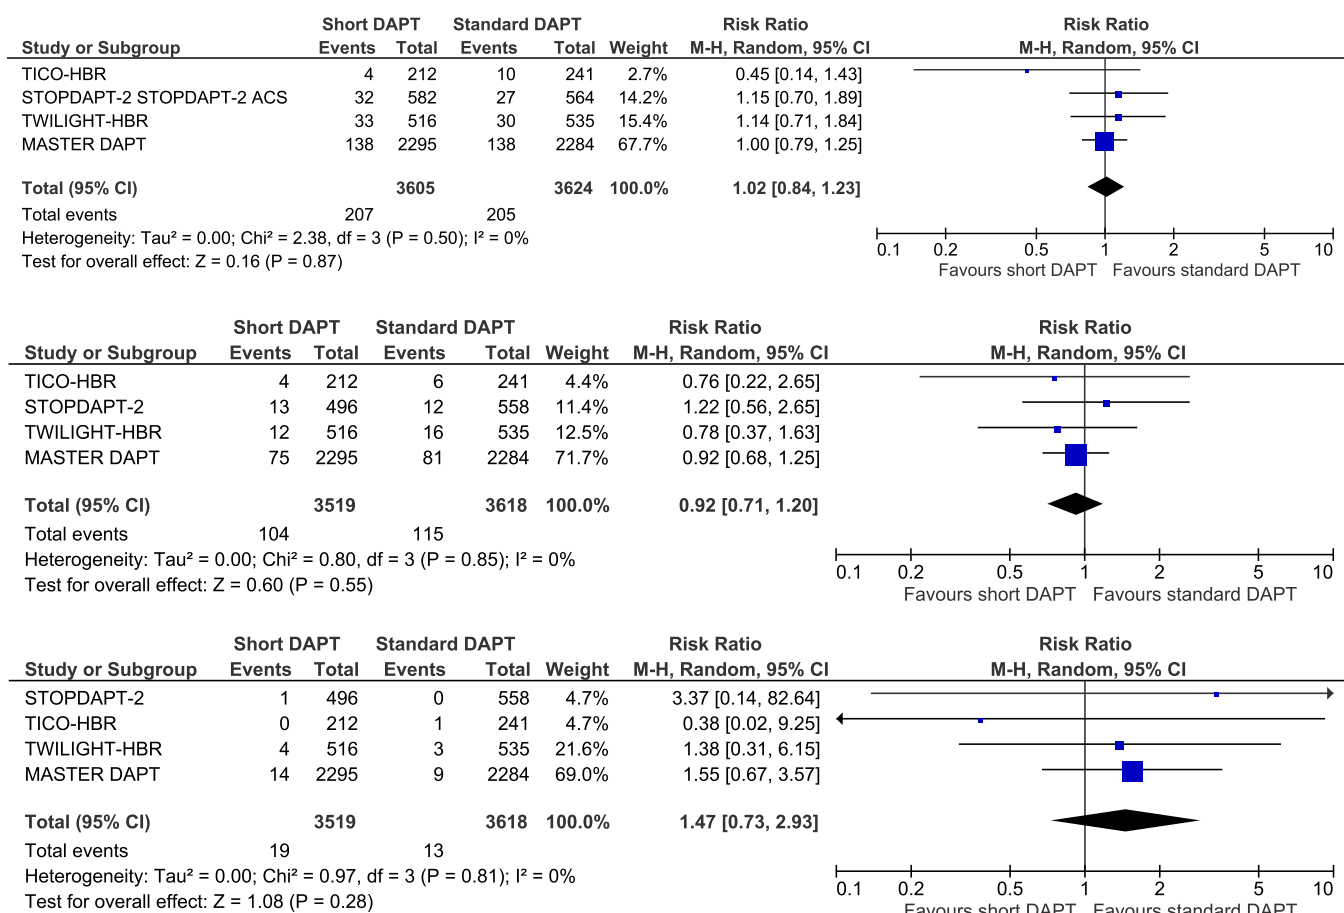 Short DAPT Standard DAPT Risk Ratio Risk Ratio
Study or Subgroup Events Total Events Total Weight M-H, Random, 95% CI M-H, Random, 95% CI
TICO-HBR 4 212 10 241 2.7% 0.45 [0.14, 1.43]
STOPDAPT-2 STOPDAPT-2 ACS 32 582 27 564 14.2% 1.15 [0.70, 1.89]
TWILIGHT-HBR 33 516 30 535 15.4% 1.14 [0.71, 1.84]
MASTER DAPT 138 2295 138 2284 67.7% 1.00 [0.79, 1.25]
Total (95% CI) 3605 3624 100.0% 1.02 [0.84, 1.23]
Total events 207 205
Heterogeneity: Tau² = 0.00; Chi² = 2.38, df = 3 (P = 0.50); I² = 0%
Test for overall effect: Z = 0.16 (P = 0.87)
0.1 0.2 0.5 1 2 5 10
Favours short DAPT Favours standard DAPT
Short DAPT Standard DAPT Risk Ratio Risk Ratio
Study or Subgroup Events Total Events Total Weight M-H, Random, 95% CI M-H, Random, 95% CI
TICO-HBR 4 212 6 241 4.4% 0.76 [0.22, 2.65]
STOPDAPT-2 13 496 12 558 11.4% 1.22 [0.56, 2.65]
TWILIGHT-HBR 12 516 16 535 12.5% 0.78 [0.37, 1.63]
MASTER DAPT 75 2295 81 2284 71.7% 0.92 [0.68, 1.25]
Total (95% CI) 3519 3618 100.0% 0.92 [0.71, 1.20]
Total events 104 115
Heterogeneity: Tau² = 0.00; Chi² = 0.80, df = 3 (P = 0.85); I² = 0%
Test for overall effect: Z = 0.60 (P = 0.55)
0.1 0.2 0.5 1 2 5 10
Favours short DAPT Favours standard DAPT
Short DAPT Standard DAPT Risk Ratio Risk Ratio
Study or Subgroup Events Total Events Total Weight M-H, Random, 95% CI M-H, Random, 95% CI
STOPDAPT-2 1 496 0 558 4.7% 3.37 [0.14, 82.64]
TICO-HBR 0 212 1 241 4.7% 0.38 [0.02, 9.25]
TWILIGHT-HBR 4 516 3 535 21.6% 1.38 [0.31, 6.15]
MASTER DAPT 14 2295 9 2284 69.0% 1.55 [0.67, 3.57]
Total (95% CI) 3519 3618 100.0% 1.47 [0.73, 2.93]
Total events 19 13
Heterogeneity: Tau² = 0.00; Chi² = 0.97, df = 3 (P = 0.81); I² = 0%
Test for overall effect: Z = 1.08 (P = 0.28)
0.1 0.2 0.5 1 2 5 10
Favours short DAPT Favours standard DAPT